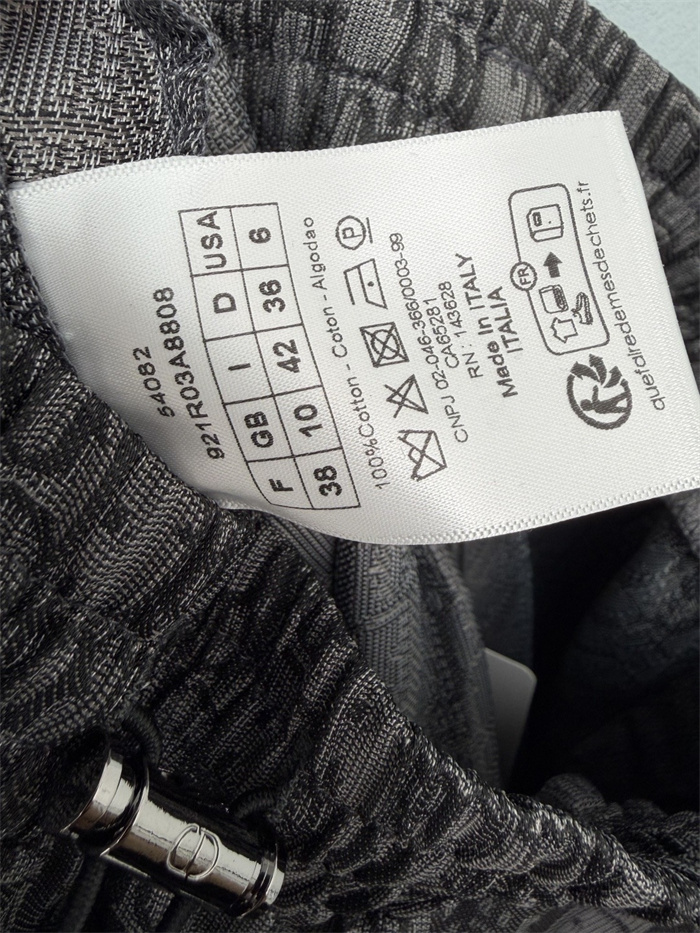 54082
921R03A8808
F GB I D USA
38 10 42 36 6
100%Cotton - Coton - Algodao
P
CNPJ 02-046-366/0003-99
CA65281
RN : 143628
Made in ITALY
ITALIA
FR
quefairedemesdechets.fr
CD